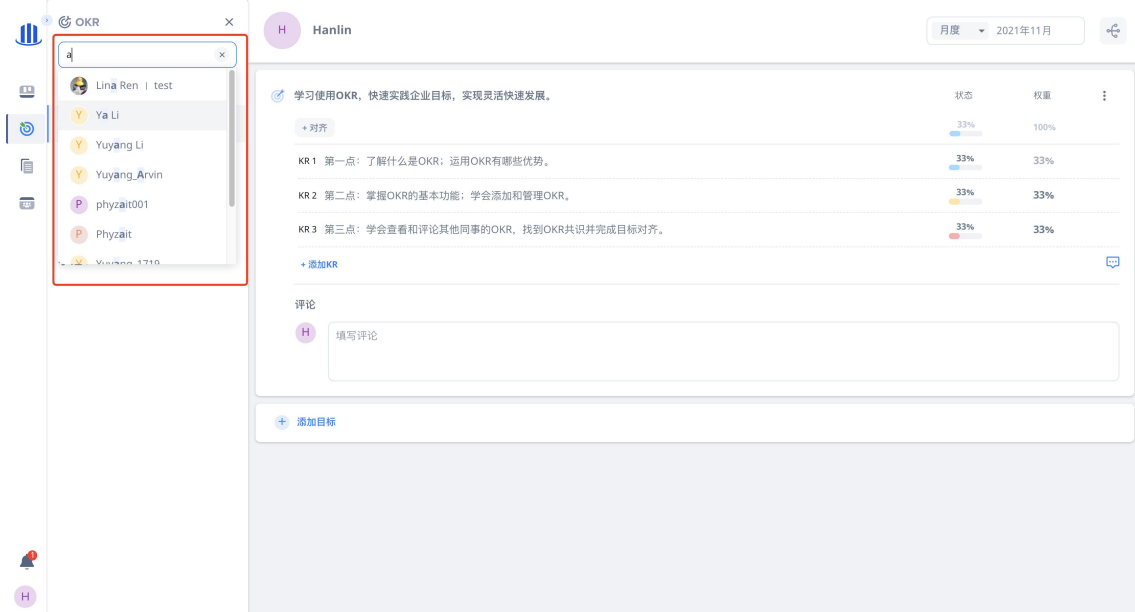 OKR
a
Lina Ren | test
Y Ya Li
Y Yuyang Li
Y Yuyang_Arvin
P phyzait001
P Phyzait
Y Yuyang_1719
1
H
H Hanlin
月度 2021年11月
学习使用OKR，快速实践企业目标，实现灵活快速发展。 状态 权重
+ 对齐 33% 100%
KR 1 第一点：了解什么是OKR；运用OKR有哪些优势。 33% 33%
KR 2 第二点：掌握OKR的基本功能；学会添加和管理OKR。 33% 33%
KR 3 第三点：学会查看和评论其他同事的OKR，找到OKR共识并完成目标对齐。 33% 33%
+ 添加KR
评论
H 填写评论
+ 添加目标